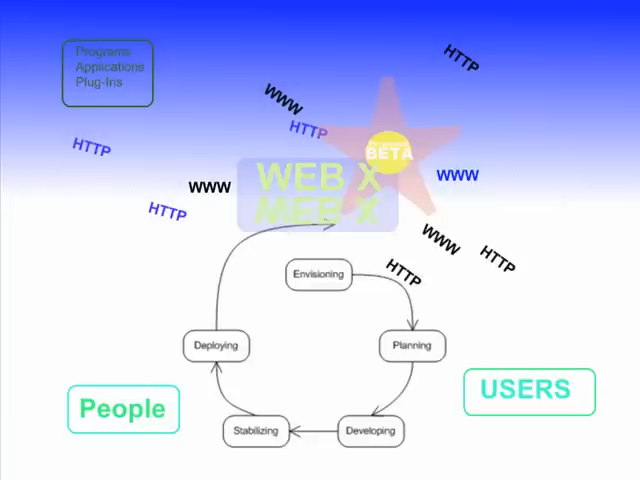 Programs
Applications
Plug-Ins
HTTP
WWW
HTTP
HTTP
BETA
WWW
WEB X
WWW
HTTP
WWW
HTTP
HTTP
Envisioning
Planning
Deploying
Developing
Stabilizing
People
USERS